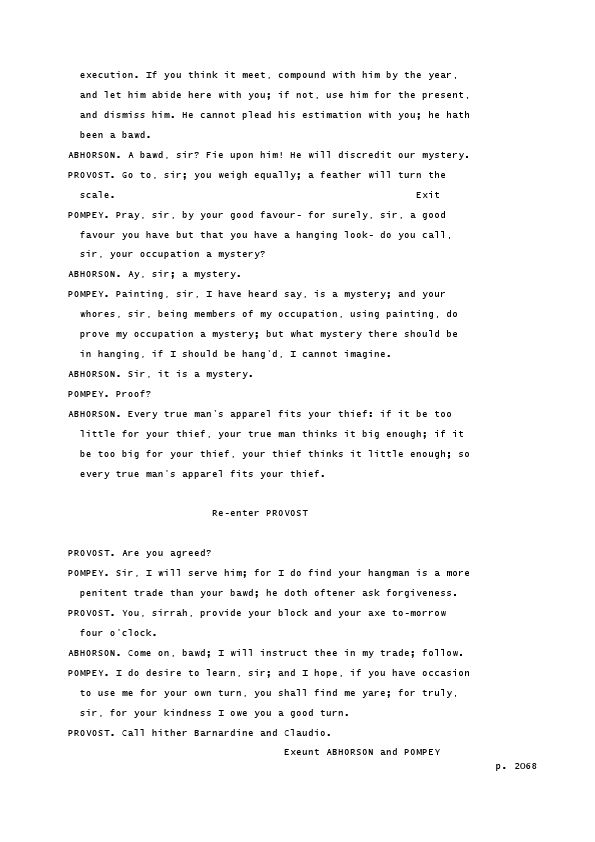 execution. If you think it meet, compound with him by the year,
and let him abide here with you; if not, use him for the present,
and dismiss him. He cannot plead his estimation with you; he hath
been a bawd.
ABHORSON. A bawd, sir? Fie upon him! He will discredit our mystery.
PROVOST. Go to, sir; you weigh equally; a feather will turn the
scale. Exit
POMPEY. Pray, sir, by your good favour- for surely, sir, a good
favour you have but that you have a hanging look- do you call,
sir, your occupation a mystery?
ABHORSON. Ay, sir; a mystery.
POMPEY. Painting, sir, I have heard say, is a mystery; and your
whores, sir, being members of my occupation, using painting, do
prove my occupation a mystery; but what mystery there should be
in hanging, if I should be hang'd, I cannot imagine.
ABHORSON. Sir, it is a mystery.
POMPEY. Proof?
ABHORSON. Every true man's apparel fits your thief: if it be too
little for your thief, your true man thinks it big enough; if it
be too big for your thief, your thief thinks it little enough; so
every true man's apparel fits your thief.
Re-enter PROVOST
PROVOST. Are you agreed?
POMPEY. Sir, I will serve him; for I do find your hangman is a more
penitent trade than your bawd; he doth oftener ask forgiveness.
PROVOST. You, sirrah, provide your block and your axe to-morrow
four o'clock.
ABHORSON. Come on, bawd; I will instruct thee in my trade; follow.
POMPEY. I do desire to learn, sir; and I hope, if you have occasion
to use me for your own turn, you shall find me yare; for truly,
sir, for your kindness I owe you a good turn.
PROVOST. Call hither Barnardine and Claudio.
Exeunt ABHORSON and POMPEY
p. 2068